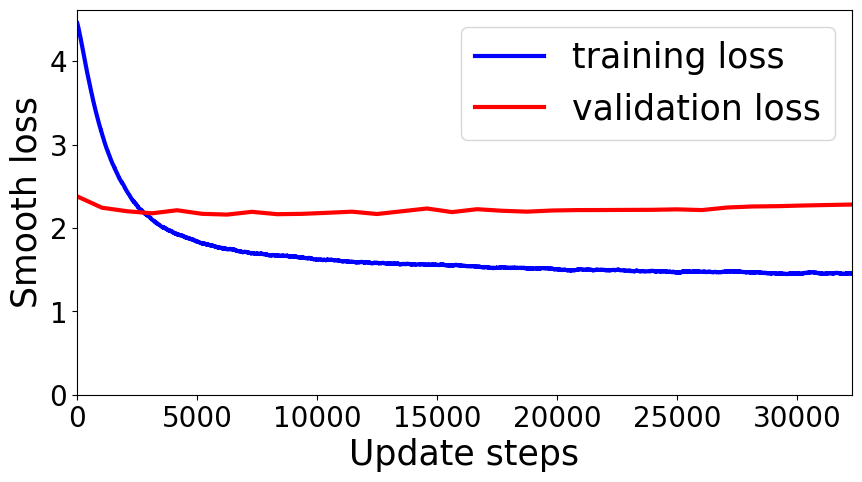 training loss
validation loss
Smooth loss
4
3
2
1
0
0 5000 10000 15000 20000 25000 30000
Update steps